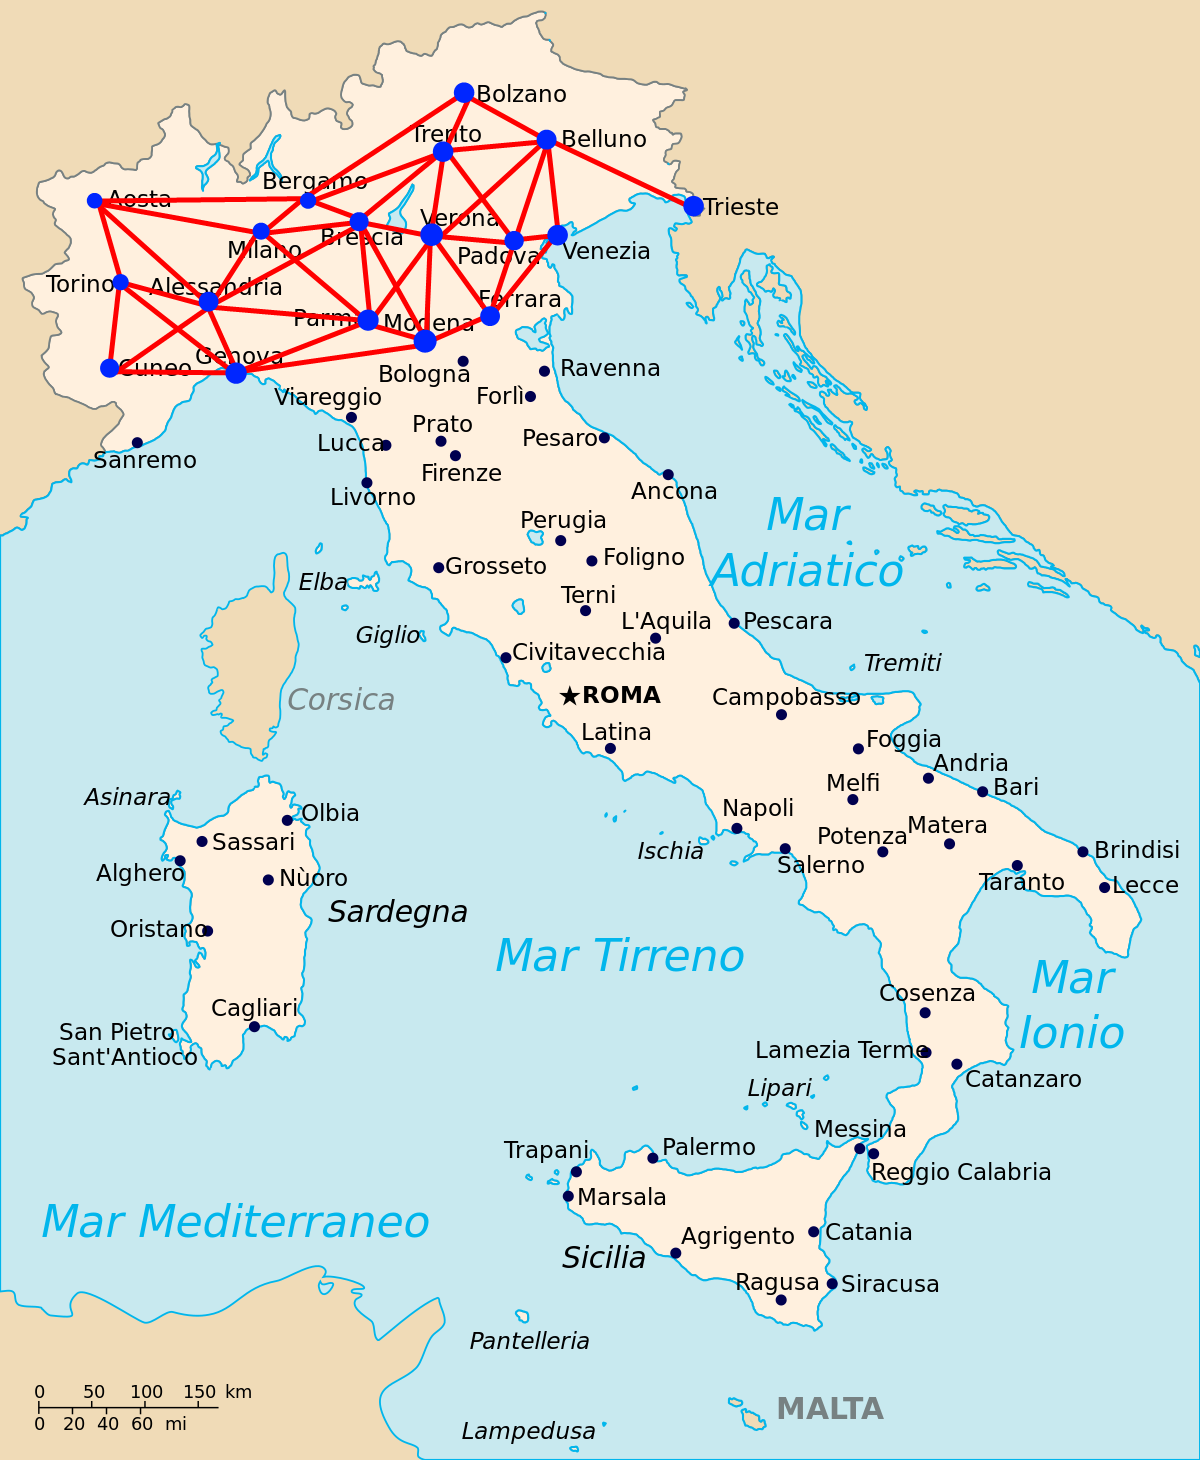 Bolzano
Trento
Belluno
Bergamo
Aosta
Trieste
Verona
Brescia
Milano
Padova
Venezia
Torino
Alessandria
Ferrara
Parma
Modena
Genova
Cuneo
Bologna
Ravenna
Viareggio
Forlì
Prato
Lucca
Pesaro
Sanremo
Firenze
Livorno
Ancona
Mar
Adriatico
Perugia
Foligno
Grosseto
Elba
Terni
L'Aquila
Pescara
Giglio
Civitavecchia
Tremiti
ROMA
Corsica
Campobasso
Latina
Foggia
Andria
Melfi
Bari
Asinara
Olbia
Napoli
Sassari
Potenza
Matera
Ischia
Salerno
Brindisi
Alghero
Nùoro
Taranto
Lecce
Sardegna
Oristano
Mar Tirreno
Mar
Ionio
Cosenza
Cagliari
San Pietro
Sant'Antioco
Lamezia Terme
Catanzaro
Lipari
Messina
Trapani
Palermo
Reggio Calabria
Marsala
Mar Mediterraneo
Catania
Agrigento
Sicilia
Ragusa
Siracusa
Pantelleria
0 50 100 150 km
0 20 40 60 mi
MALTA
Lampedusa